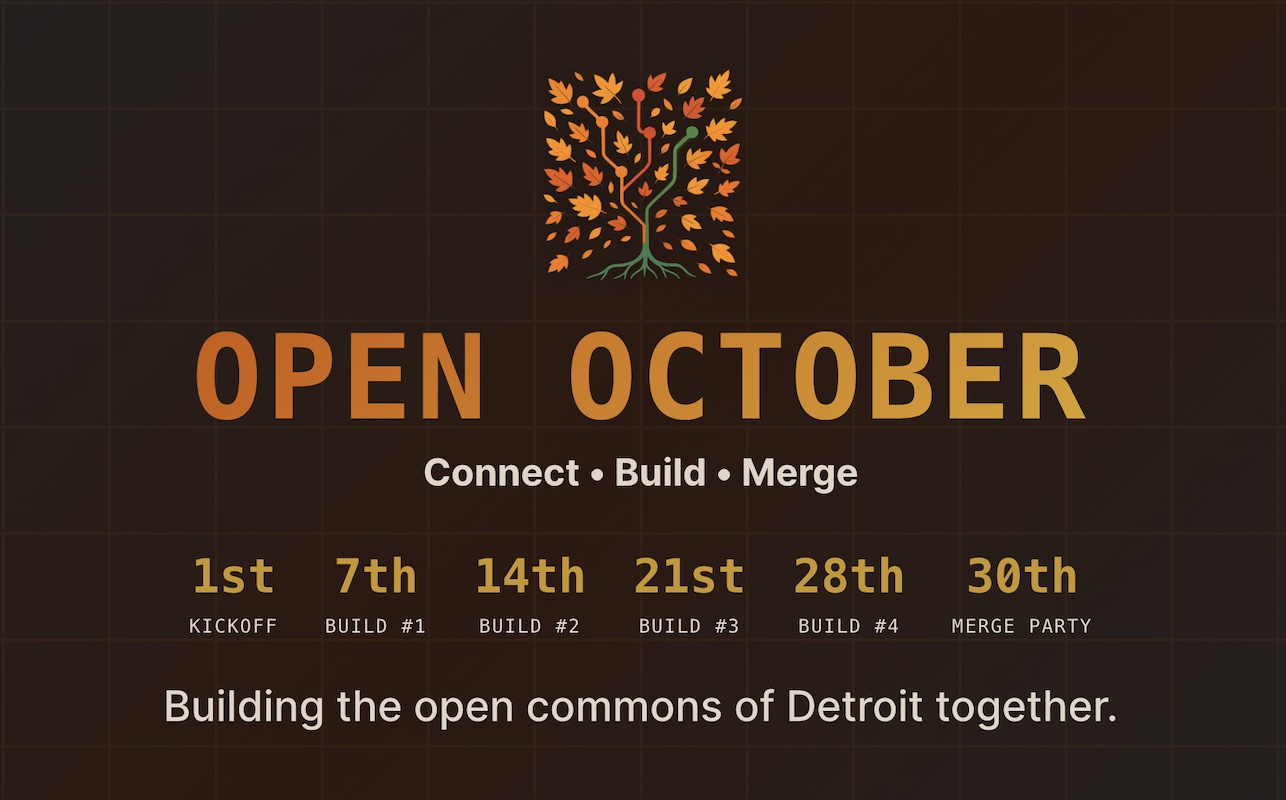 OPEN OCTOBER
Connect • Build • Merge
1st 7th 14th 21st 28th 30th
KICKOFF BUILD #1 BUILD #2 BUILD #3 BUILD #4 MERGE PARTY
Building the open commons of Detroit together.